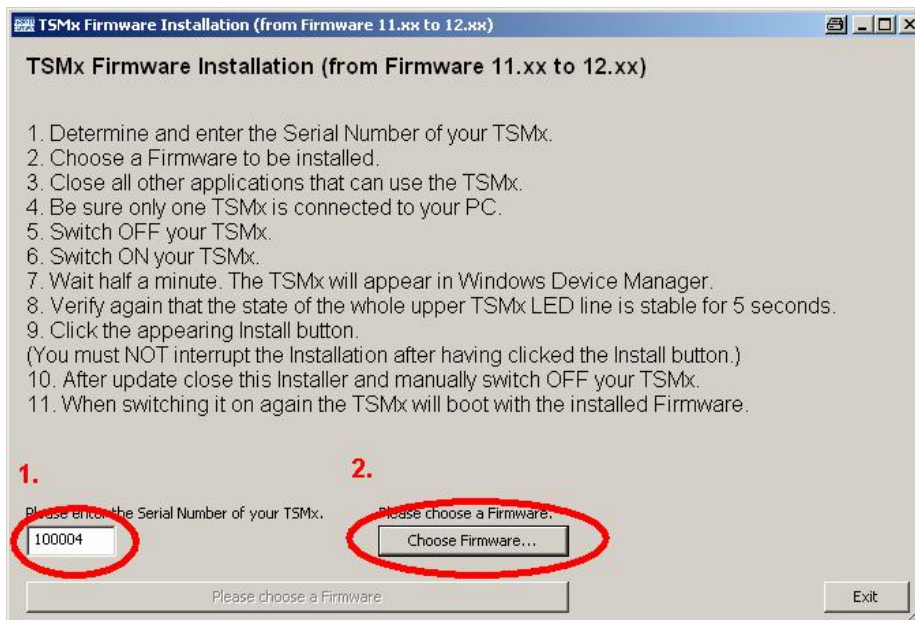 TSMx Firmware Installation (from Firmware 11.xx to 12.xx)
TSMx Firmware Installation (from Firmware 11.xx to 12.xx)
1. Determine and enter the Serial Number of your TSMx.
2. Choose a Firmware to be installed.
3. Close all other applications that can use the TSMx.
4. Be sure only one TSMx is connected to your PC.
5. Switch OFF your TSMx.
6. Switch ON your TSMx.
7. Wait half a minute. The TSMx will appear in Windows Device Manager.
8. Verify again that the state of the whole upper TSMx LED line is stable for 5 seconds.
9. Click the appearing Install button.
(You must NOT interrupt the Installation after having clicked the Install button.)
10. After update close this Installer and manually switch OFF your TSMx.
11. When switching it on again the TSMx will boot with the installed Firmware.
1.
2.
Please enter the Serial Number of your TSMx.
Please choose a Firmware.
100004
Choose Firmware...
Please choose a Firmware
Exit